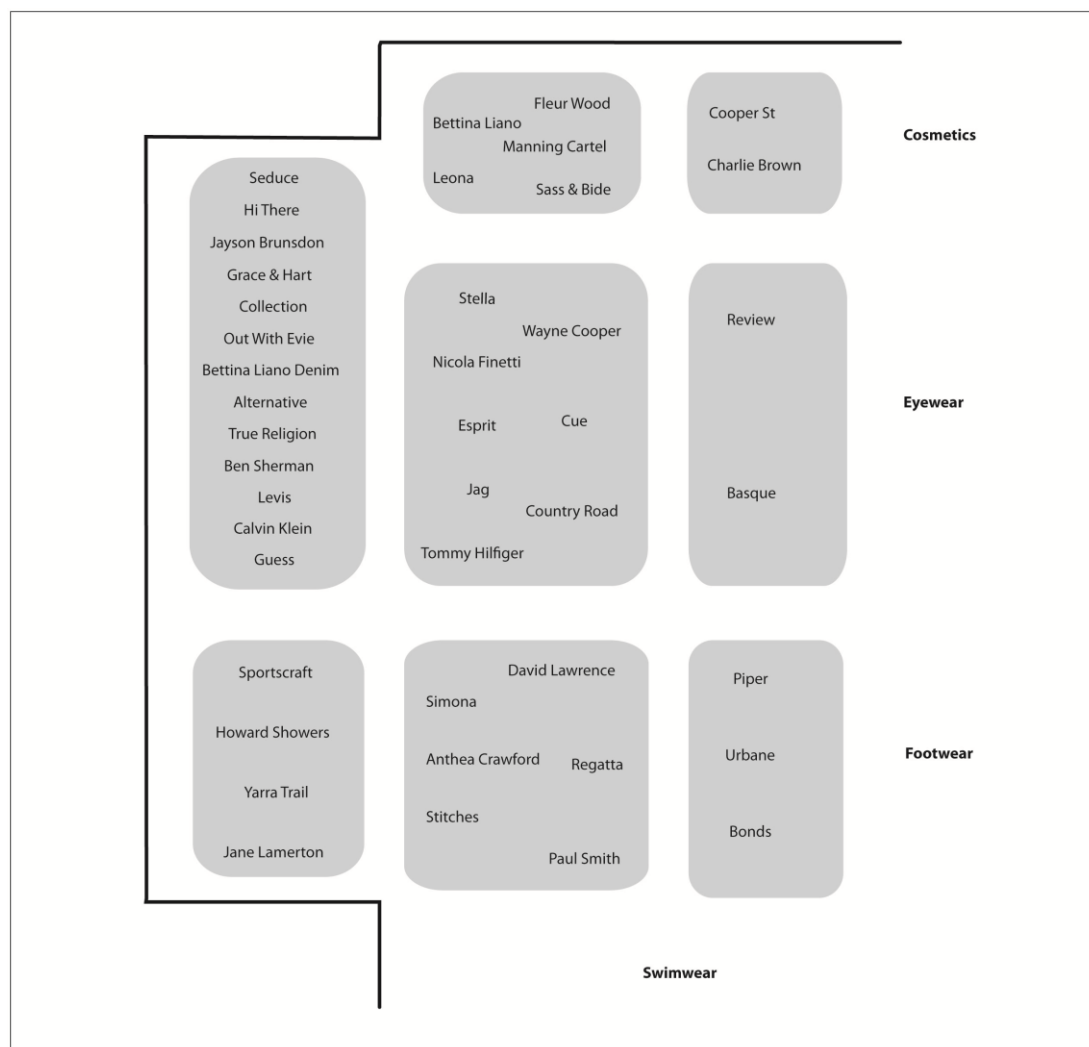 Fleur Wood
Bettina Liano
Manning Cartel
Leona
Sass & Bide
Cooper St
Charlie Brown
Cosmetics
Seduce
Hi There
Jayson Brunsdon
Grace & Hart
Collection
Out With Evie
Bettina Liano Denim
Alternative
True Religion
Ben Sherman
Levis
Calvin Klein
Guess
Stella
Wayne Cooper
Nicola Finetti
Esprit
Cue
Jag
Country Road
Tommy Hilfiger
Review
Basque
Eyewear
Sportscraft
Howard Showers
Yarra Trail
Jane Lamerton
David Lawrence
Simona
Anthea Crawford
Regatta
Stitches
Paul Smith
Piper
Urbane
Bonds
Footwear
Swimwear